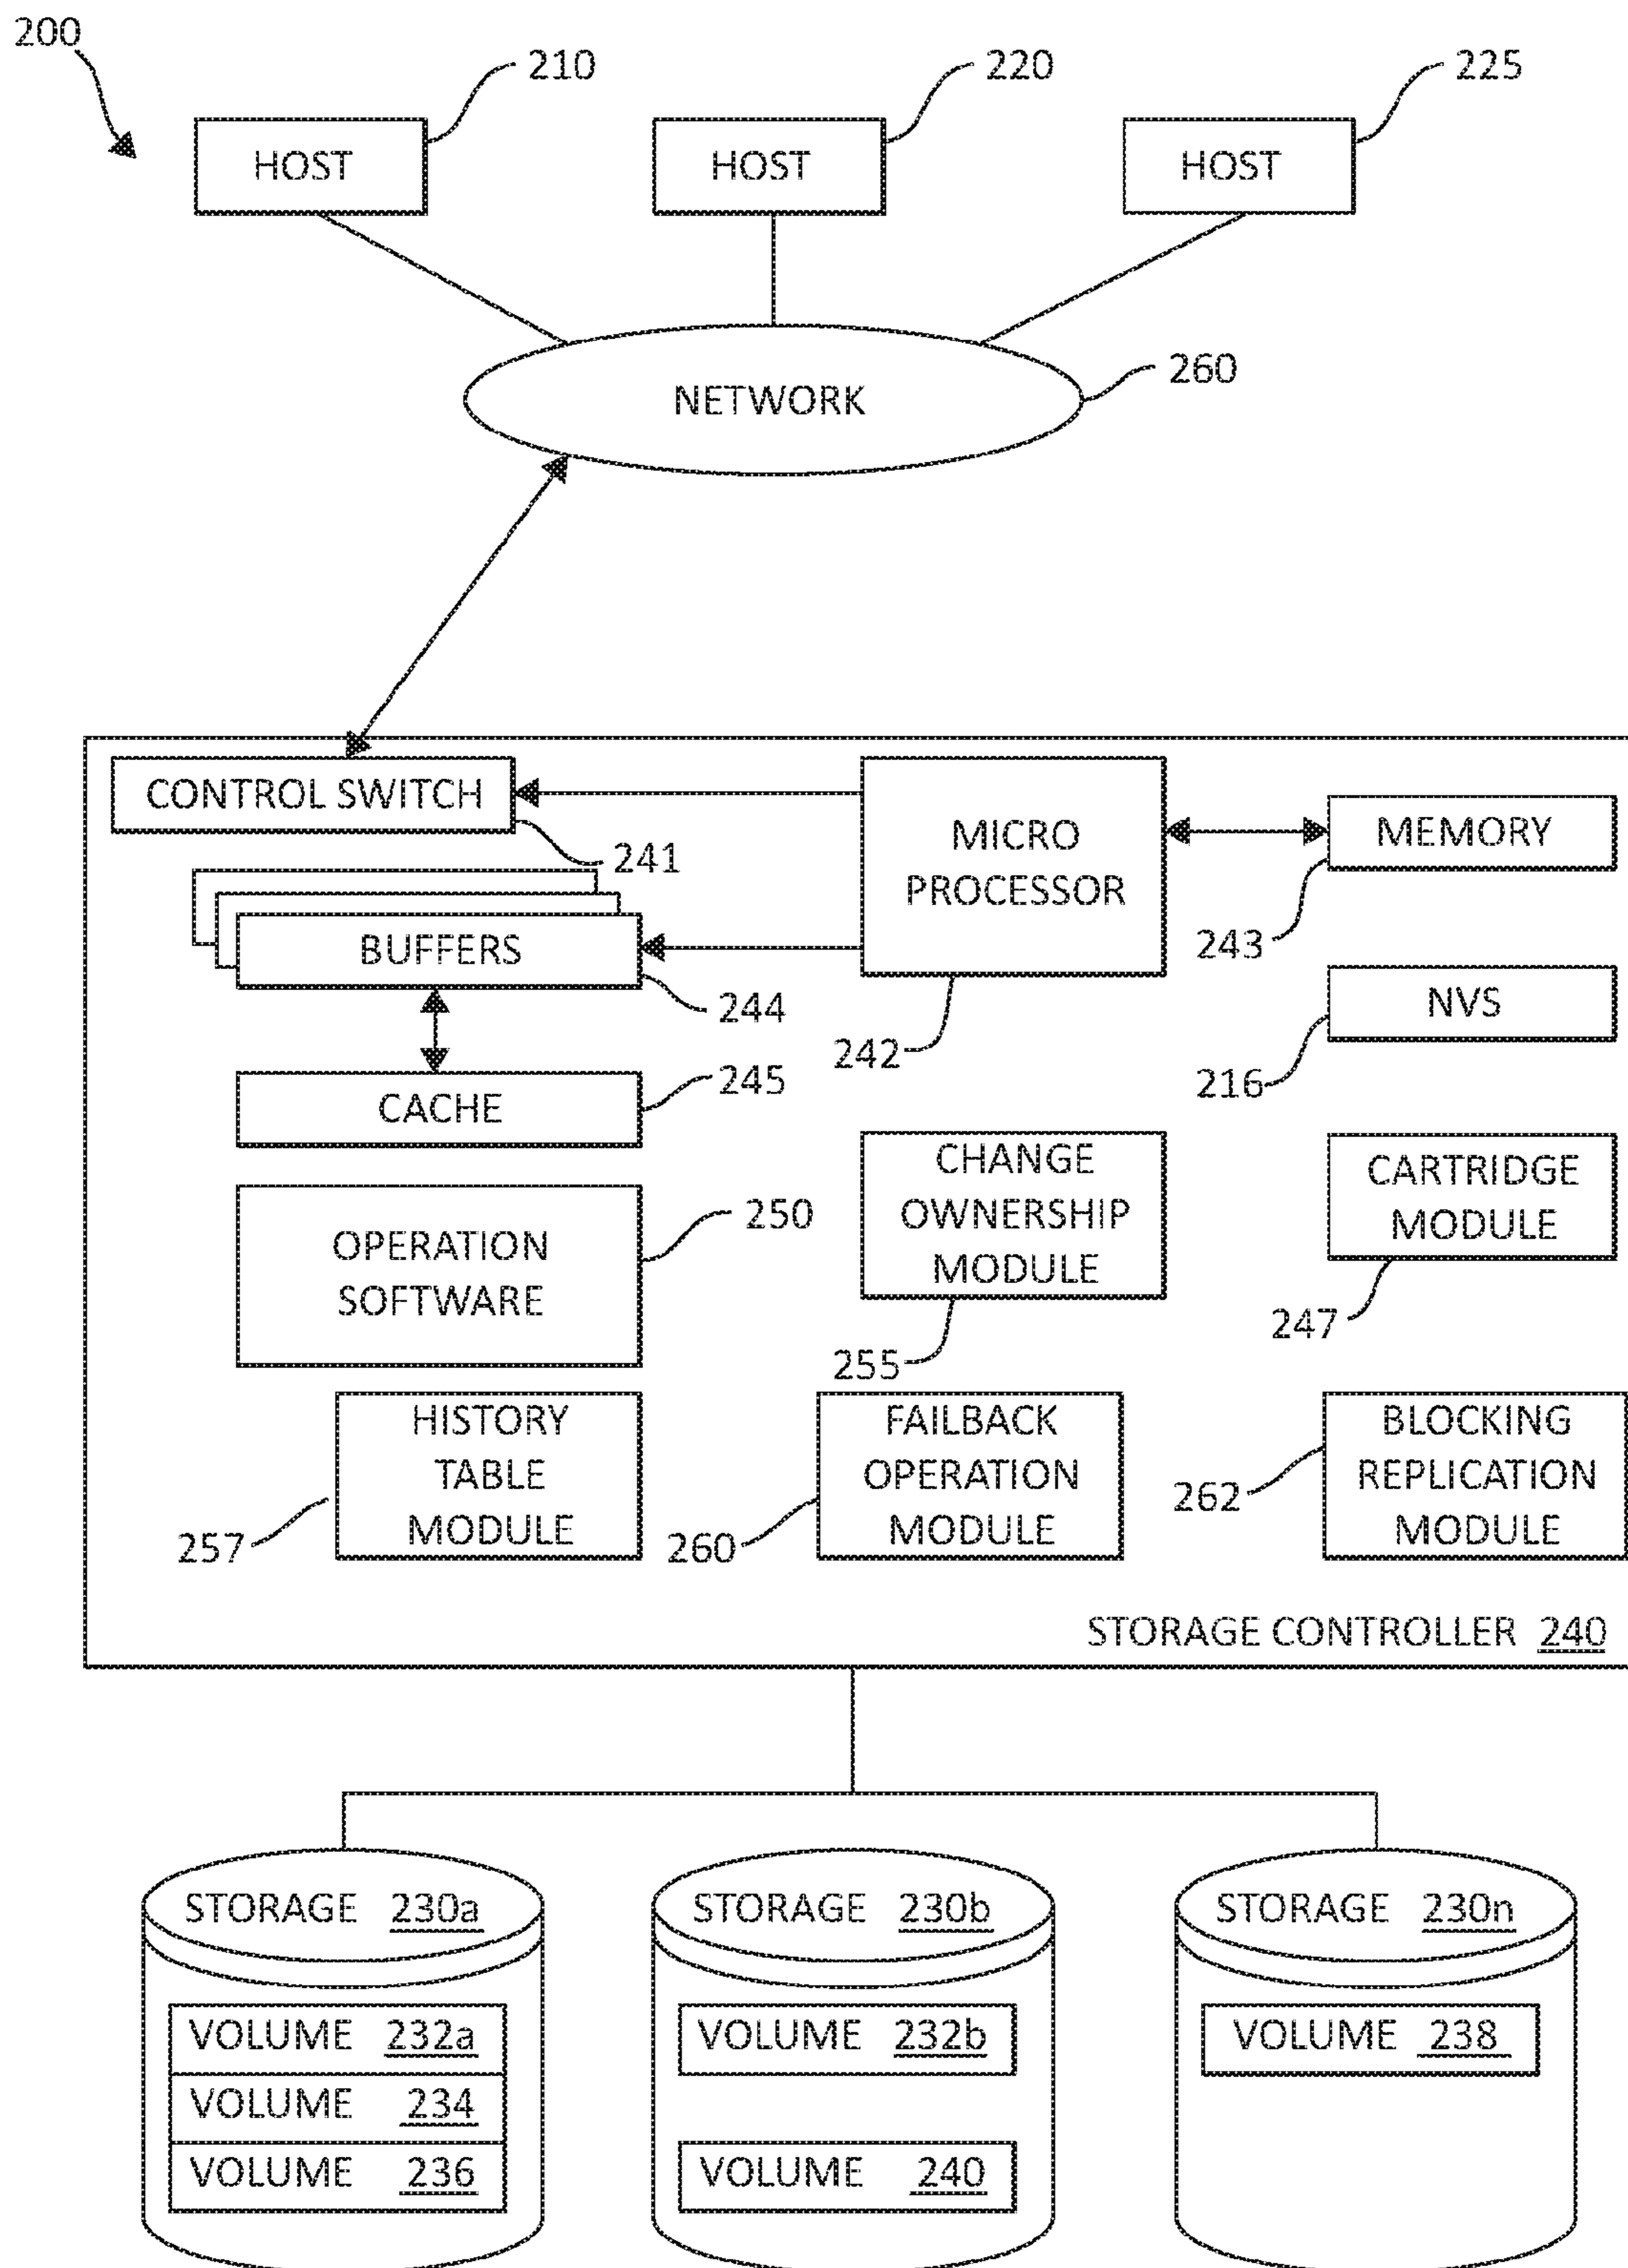 200
210
220
225
HOST
HOST
HOST
NETWORK
260
CONTROL SWITCH
241
MICRO
PROCESSOR
242
MEMORY
243
BUFFERS
244
NVS
216
CACHE
245
OPERATION
SOFTWARE
250
CHANGE
OWNERSHIP
MODULE
255
CARTRIDGE
MODULE
247
HISTORY
TABLE
MODULE
257
FAILBACK
OPERATION
MODULE
260
BLOCKING
REPLICATION
MODULE
262
STORAGE CONTROLLER 240
STORAGE 230a
VOLUME 232a
VOLUME 234
VOLUME 236
STORAGE 230b
VOLUME 232b
VOLUME 240
STORAGE 230n
VOLUME 238